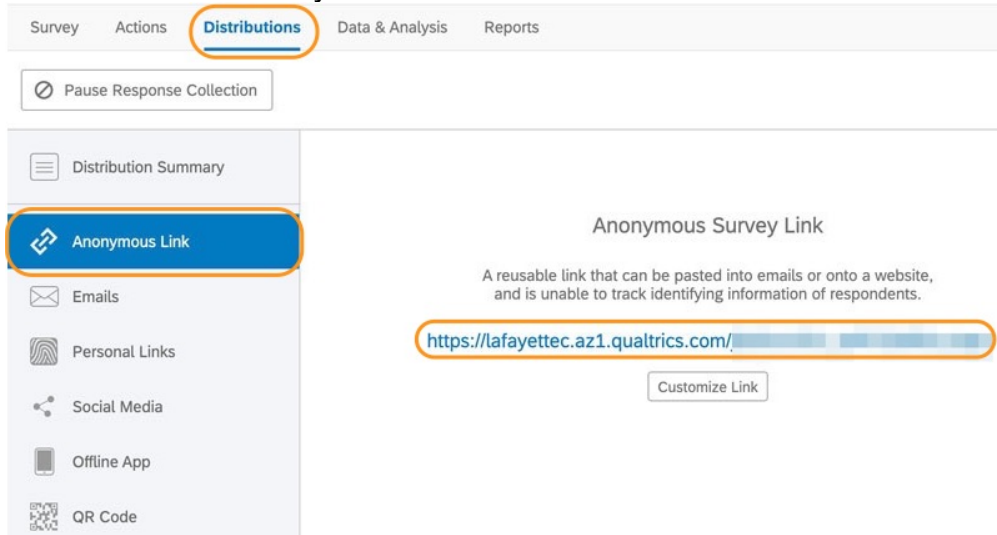 Survey Actions Distributions Data & Analysis Reports
Pause Response Collection
Distribution Summary
Anonymous Link
Emails
Personal Links
Social Media
Offline App
QR Code
Anonymous Survey Link
A reusable link that can be pasted into emails or onto a website,
and is unable to track identifying information of respondents.
https://lafayettec.az1.qualtrics.com/
Customize Link